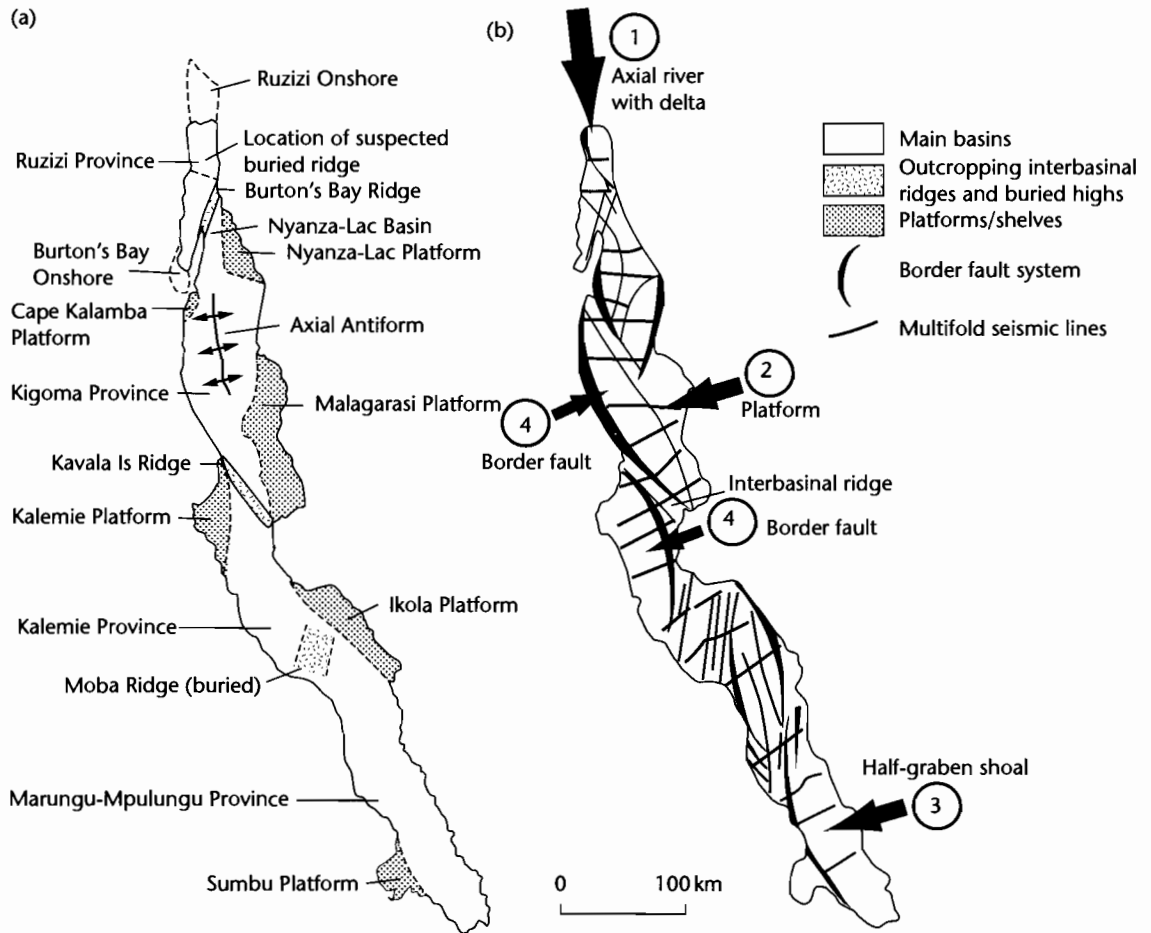 (a)
Ruzizi Onshore
Location of suspected
buried ridge
Ruzizi Province
Burton's Bay Ridge
Nyanza-Lac Basin
Nyanza-Lac Platform
Burton's Bay
Onshore
Cape Kalamba
Platform
Axial Antiform
Kigoma Province
Malagarasi Platform
Kavala Is Ridge
Kalemie Platform
Ikola Platform
Kalemie Province
Moba Ridge (buried)
Marungu-Mpulungu Province
Sumbu Platform
(b)
1
Axial river
with delta
2
Platform
4
Border fault
Interbasinal ridge
4
Border fault
Half-graben shoal
3
0
100 km
Main basins
Outcropping interbasinal
ridges and buried highs
Platforms/shelves
Border fault system
Multifold seismic lines